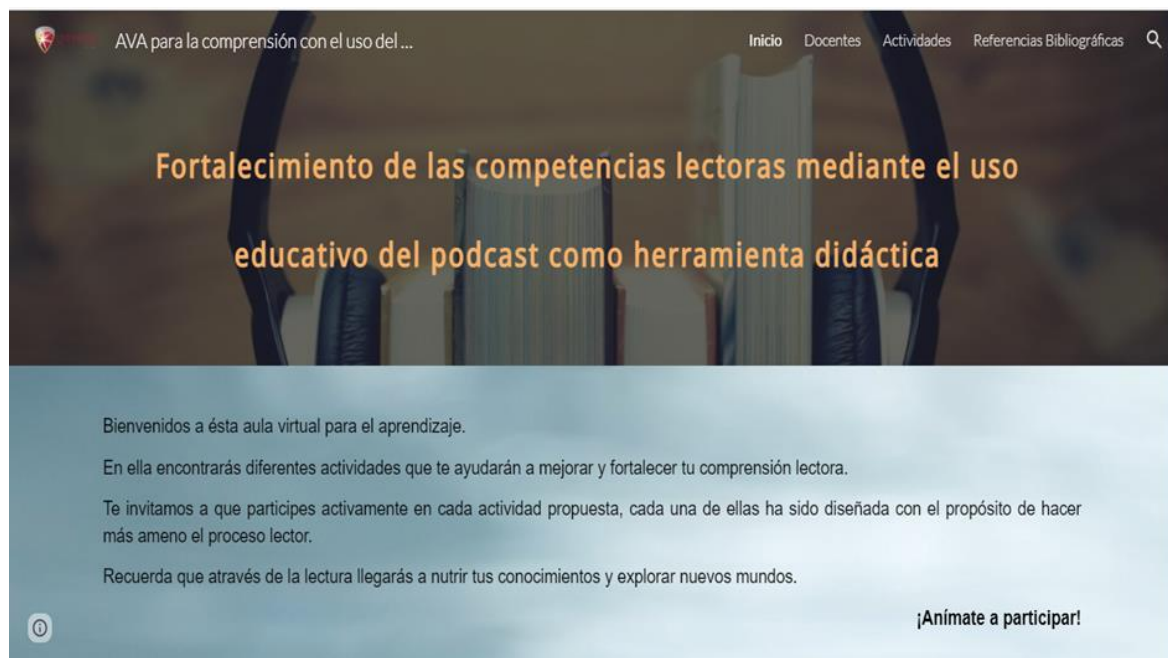 AVA para la comprensión con el uso del ...
Inicio Docentes Actividades Referencias Bibliográficas
Fortalecimiento de las competencias lectoras mediante el uso
educativo del podcast como herramienta didáctica
Bienvenidos a ésta aula virtual para el aprendizaje.
En ella encontrarás diferentes actividades que te ayudarán a mejorar y fortalecer tu comprensión lectora.
Te invitamos a que participes activamente en cada actividad propuesta, cada una de ellas ha sido diseñada con el propósito de hacer
más ameno el proceso lector.
Recuerda que através de la lectura llegarás a nutrir tus conocimientos y explorar nuevos mundos.
¡Anímate a participar!